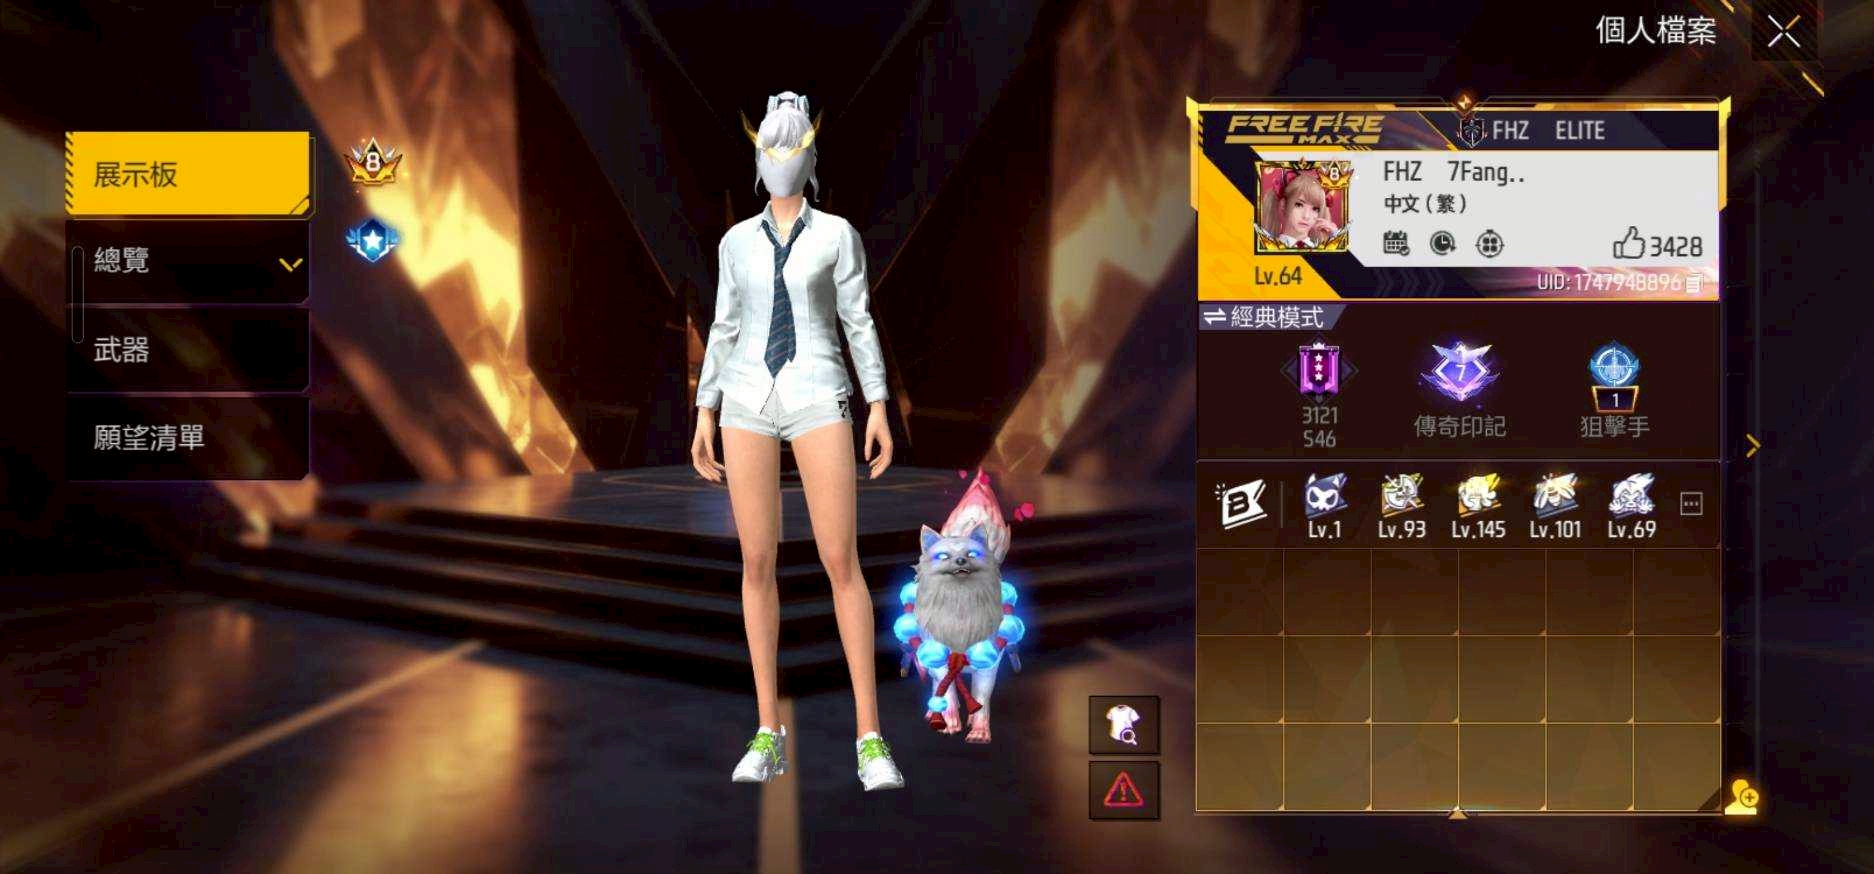 個人檔案
展示板
總覽
武器
願望清單
8
FREE FIRE
MAX
FHZ ELITE
8
FHZ 7Fang..
中文(繁)
3428
Lv.64
UID: 1747948896
經典模式
7
1
3121
S46
傳奇印記
狙擊手
B
Lv.1 Lv.93 Lv.145 Lv.101 Lv.69